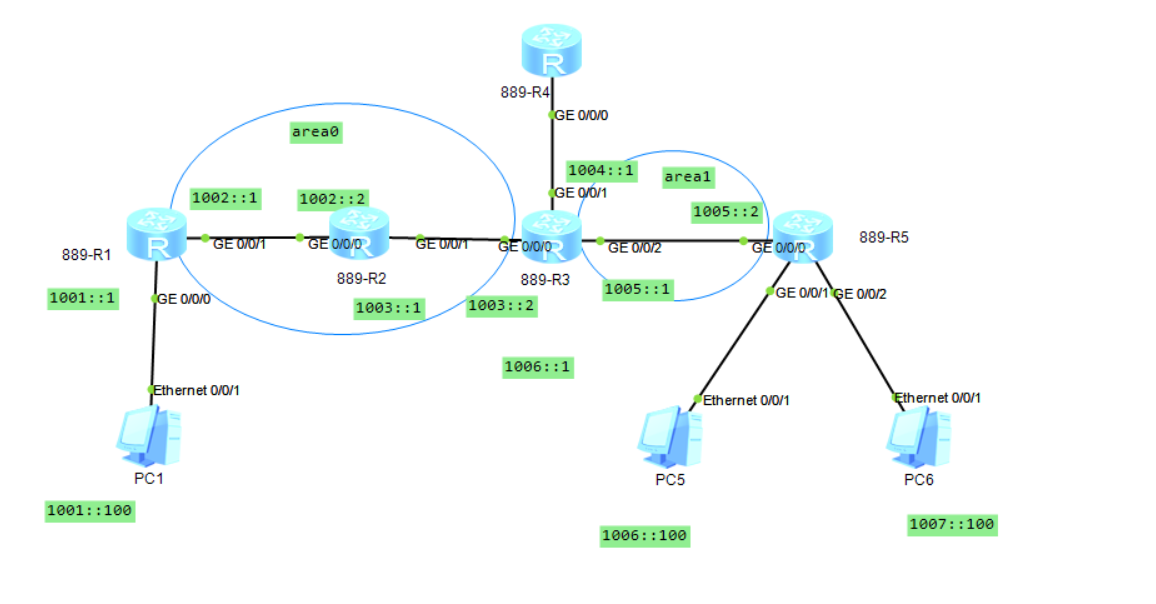 R
889-R4
GE 0/0/0
area0
1004::1
area1
GE 0/0/1
1002::1
1002::2
1005::2
R
GE 0/0/1
GE 0/0/0
R
GE 0/0/1
GE 0/0/0
R
GE 0/0/2
GE 0/0/0
R
889-R5
889-R1
889-R2
889-R3
1001::1
GE 0/0/0
1003::1
1003::2
1005::1
GE 0/0/1
GE 0/0/2
1006::1
Ethernet 0/0/1
Ethernet 0/0/1
Ethernet 0/0/1
PC1
PC5
PC6
1001::100
1006::100
1007::100